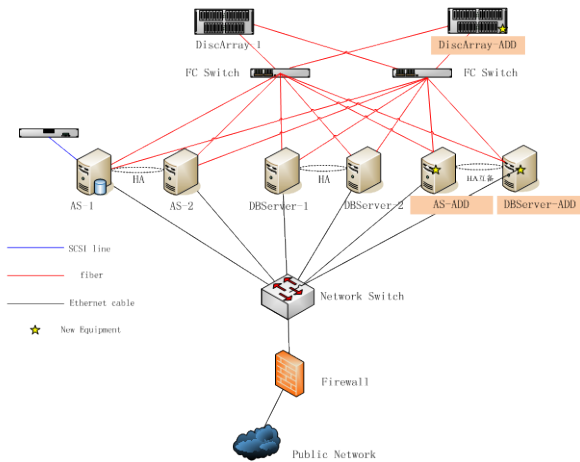 DiscArray-1
DiscArray-ADD
FC Switch
FC Switch
HA
HA
HA互备
AS-1
AS-2
DBServer-1
DBServer-2
AS-ADD
DBServer-ADD
SCSI line
fiber
Ethernet cable
New Equipment
Network Switch
Firewall
Public Network